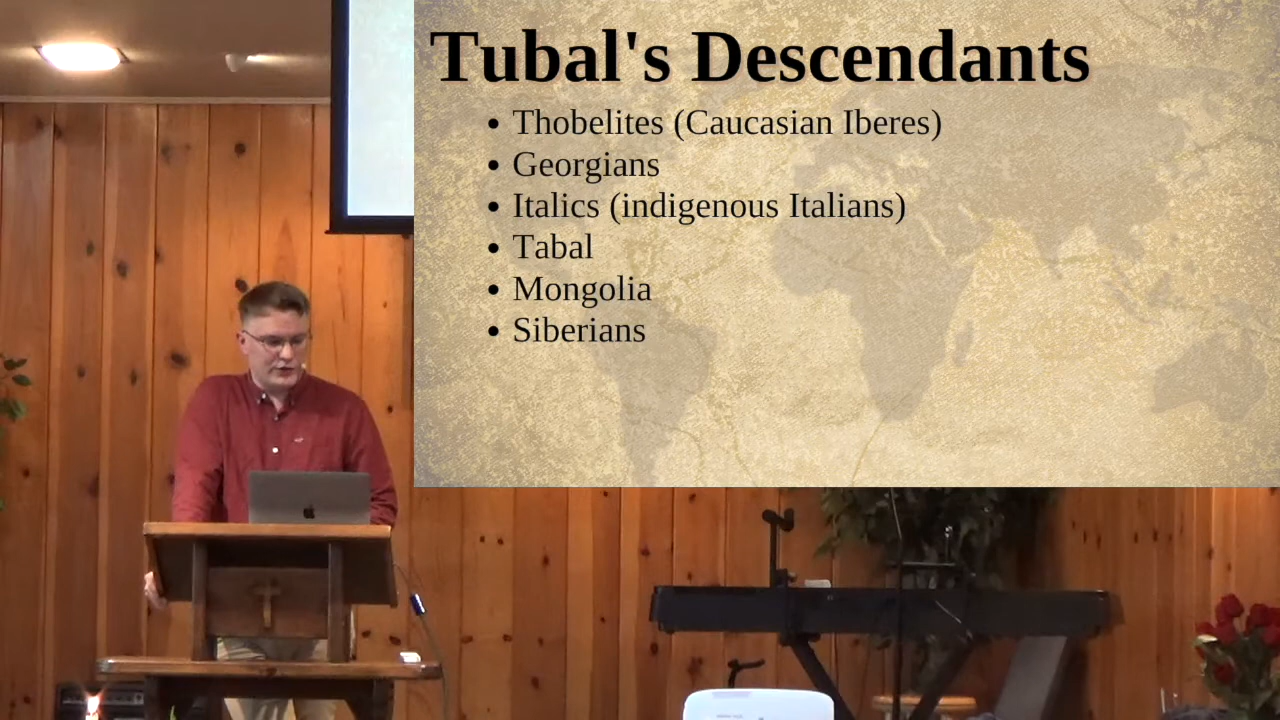 Tubal's Descendants
• Thobelites (Caucasian Iberes)
• Georgians
• Italics (indigenous Italians)
• Tabal
• Mongolia
• Siberians